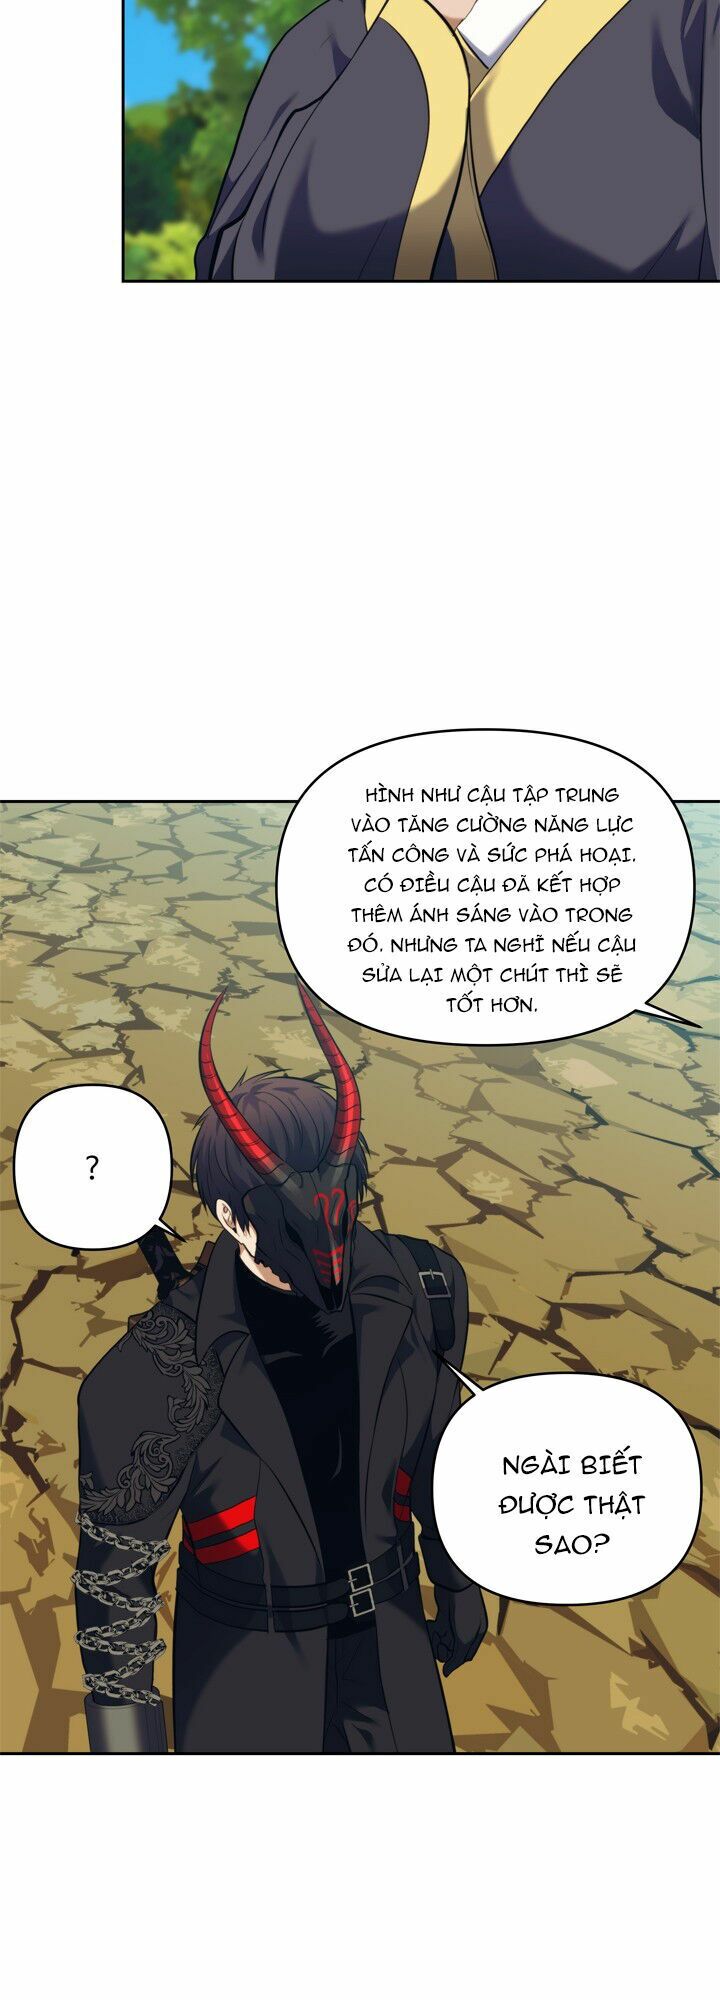 HÌNH NHƯ CẬU TẬP TRUNG
VÀO TĂNG CƯỜNG NĂNG LỰC
TẤN CÔNG VÀ SỨC PHÁ HOẠI.
CÓ ĐIỀU CẬU ĐÃ KẾT HỢP
THÊM ÁNH SÁNG VÀO TRONG
ĐÓ. NHƯNG TA NGHĨ NẾU CẬU
SỬA LẠI MỘT CHÚT THÌ SẼ
TỐT HƠN.
?
NGÀI BIẾT
ĐƯỢC THẬT
SAO?